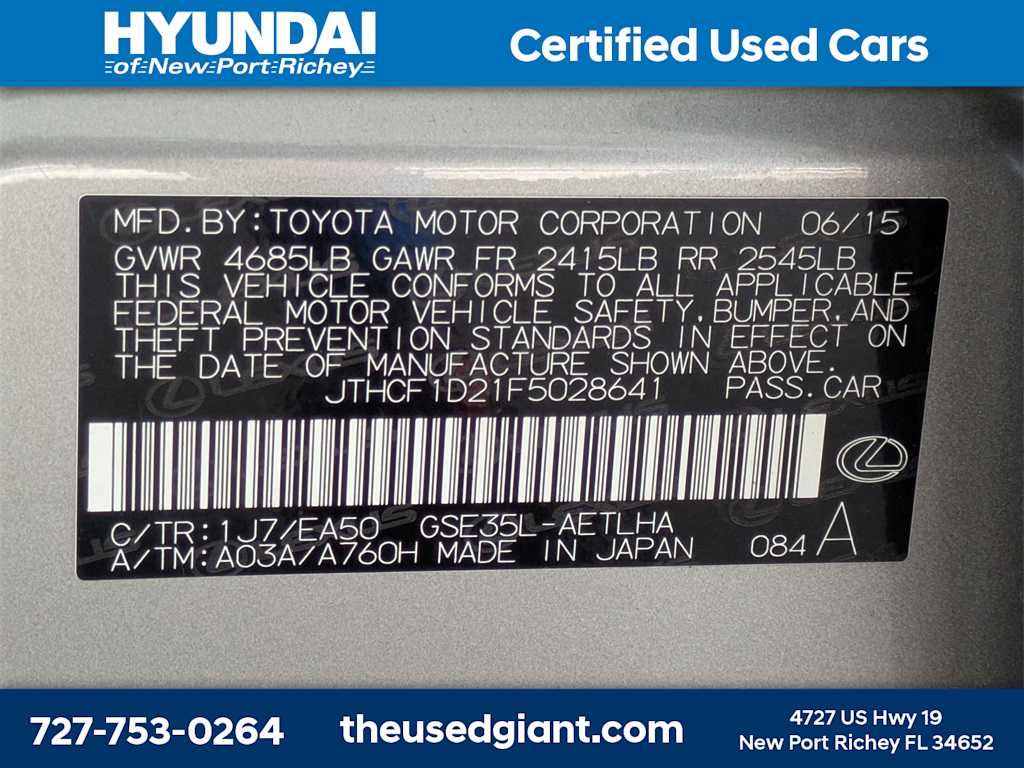 HYUNDAI
of New Port Richey
Certified Used Cars
MFD. BY: TOYOTA MOTOR CORPORATION 06/15
GVWR 4685LB GAWR FR 2415LB RR 2545LB
THIS VEHICLE CONFORMS TO ALL APPLICABLE
FEDERAL MOTOR VEHICLE SAFETY, BUMPER, AND
THEFT PREVENTION STANDARDS IN EFFECT ON
THE DATE OF MANUFACTURE SHOWN ABOVE.
JTHCF1D21F5028641 PASS. CAR
C/TR: 1J7/EA50 GSE35L-AETLHA
A/TM: A03A/A760H MADE IN JAPAN 084 A
727-753-0264
theusedgiant.com
4727 US Hwy 19
New Port Richey FL 34652